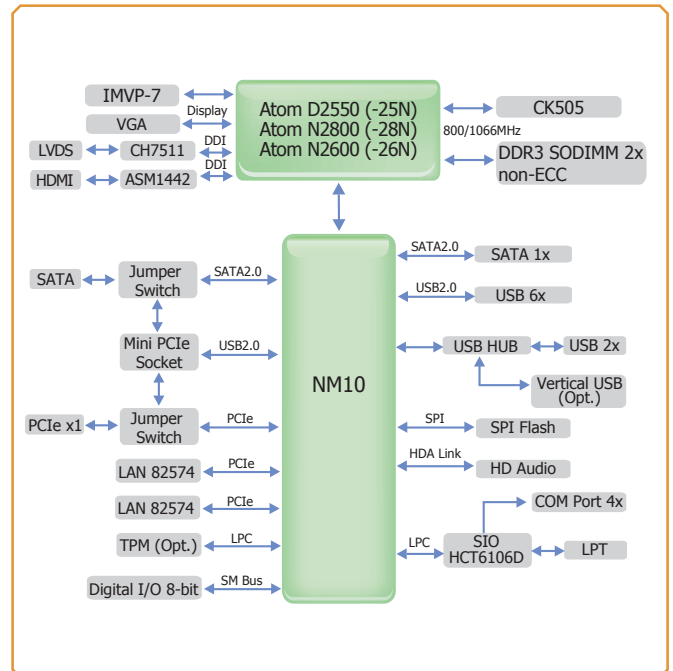 IMVP-7
Display
VGA
DDI
LVDS
CH7511
DDI
HDMI
ASM1442
Atom D2550 (-25N)
Atom N2800 (-28N)
Atom N2600 (-26N)
CK505
800/1066MHz
DDR3 SODIMM 2x
non-ECC
NM10
SATA
Jumper
Switch
SATA2.0
Mini PCIe
Socket
USB2.0
PCIe x1
Jumper
Switch
PCIe
LAN 82574
PCIe
LAN 82574
PCIe
TPM (Opt.)
LPC
Digital I/O 8-bit
SM Bus
SATA2.0
SATA 1x
USB2.0
USB 6x
USB HUB
USB 2x
Vertical USB
(Opt.)
SPI
SPI Flash
HDA Link
HD Audio
COM Port 4x
LPC
SIO
HCT6106D
LPT